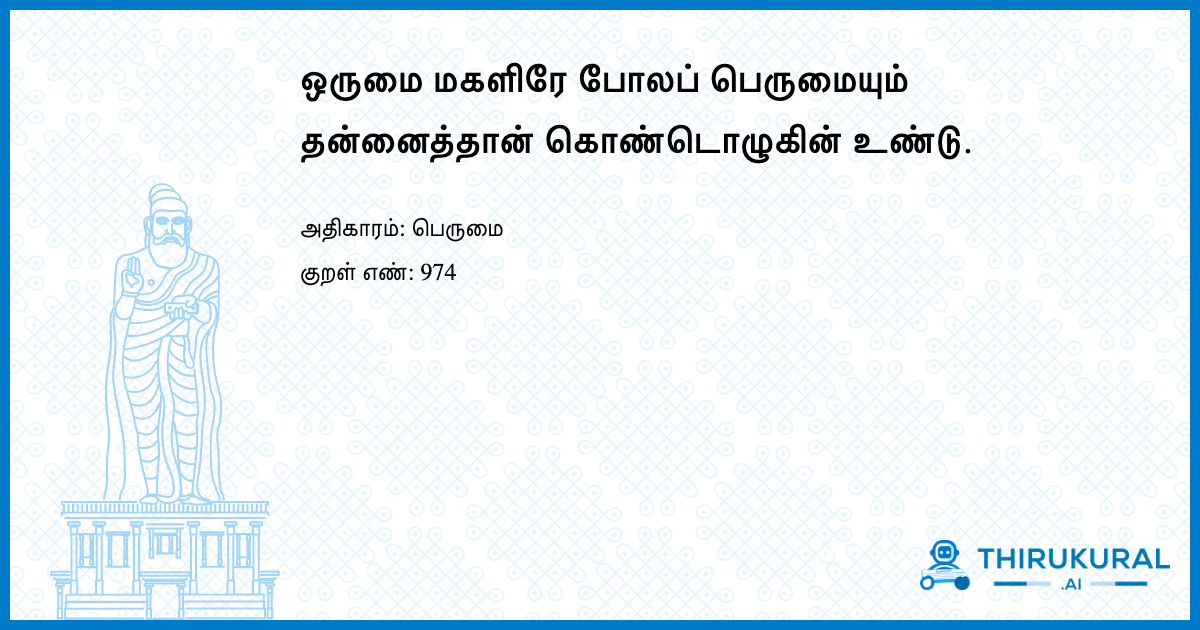 ஒருமை மகளிரே போலப் பெருமையும்
தன்னைத்தான் கொண்டொழுகின் உண்டு.
அதிகாரம்: பெருமை
குறள் எண்: 974
THIRUKURAL
.AI